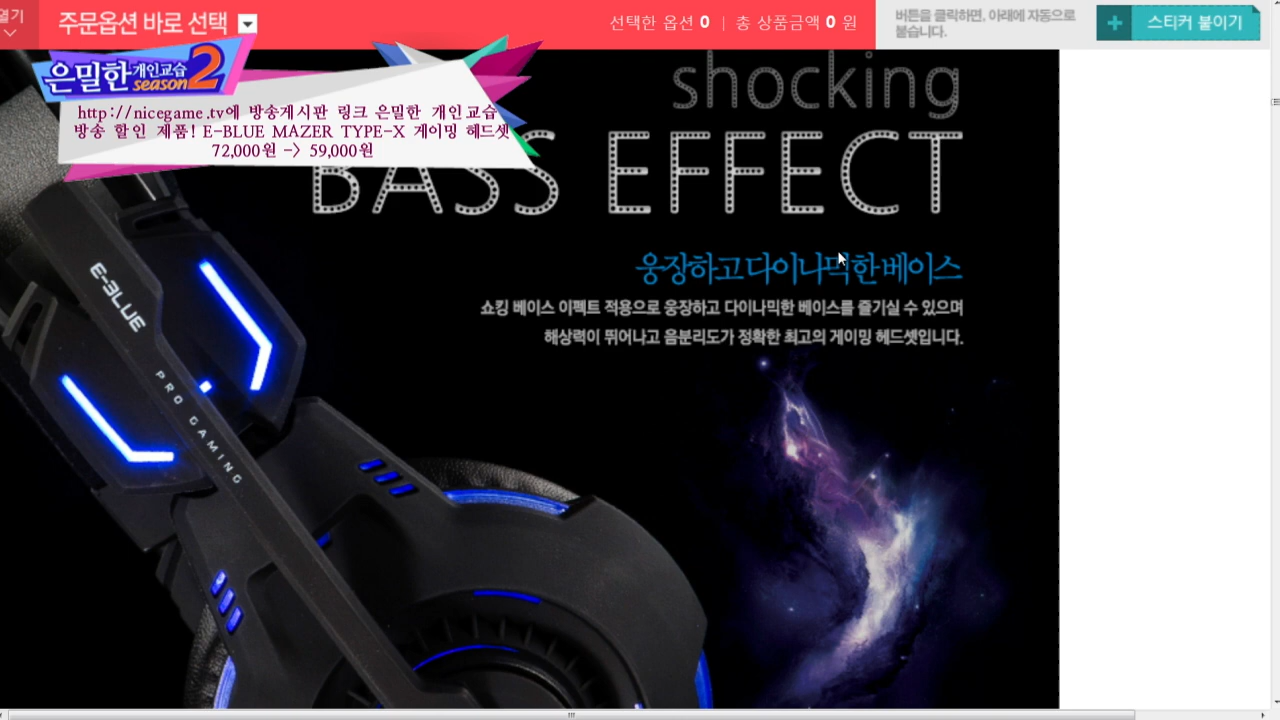 열기
주문옵션 바로 선택
선택한 옵션 0 | 총 상품금액 0 원
버튼을 클릭하면, 아래에 자동으로
붙습니다.
+ 스티커 붙이기
은밀한 개인교습
season 2
http://nicegame.tv에 방송게시판 링크 은밀한 개인교습
방송 할인 제품! E-BLUE MAZER TYPE-X 게이밍 헤드셋
72,000원 -> 59,000원
shocking
BASS EFFECT
웅장하고 다이나믹한 베이스
쇼킹 베이스 이펙트 적용으로 웅장하고 다이나믹한 베이스를 즐기실 수 있으며
해상력이 뛰어나고 음분리도가 정확한 최고의 게이밍 헤드셋입니다.
E-BLUE
PRO GAMING